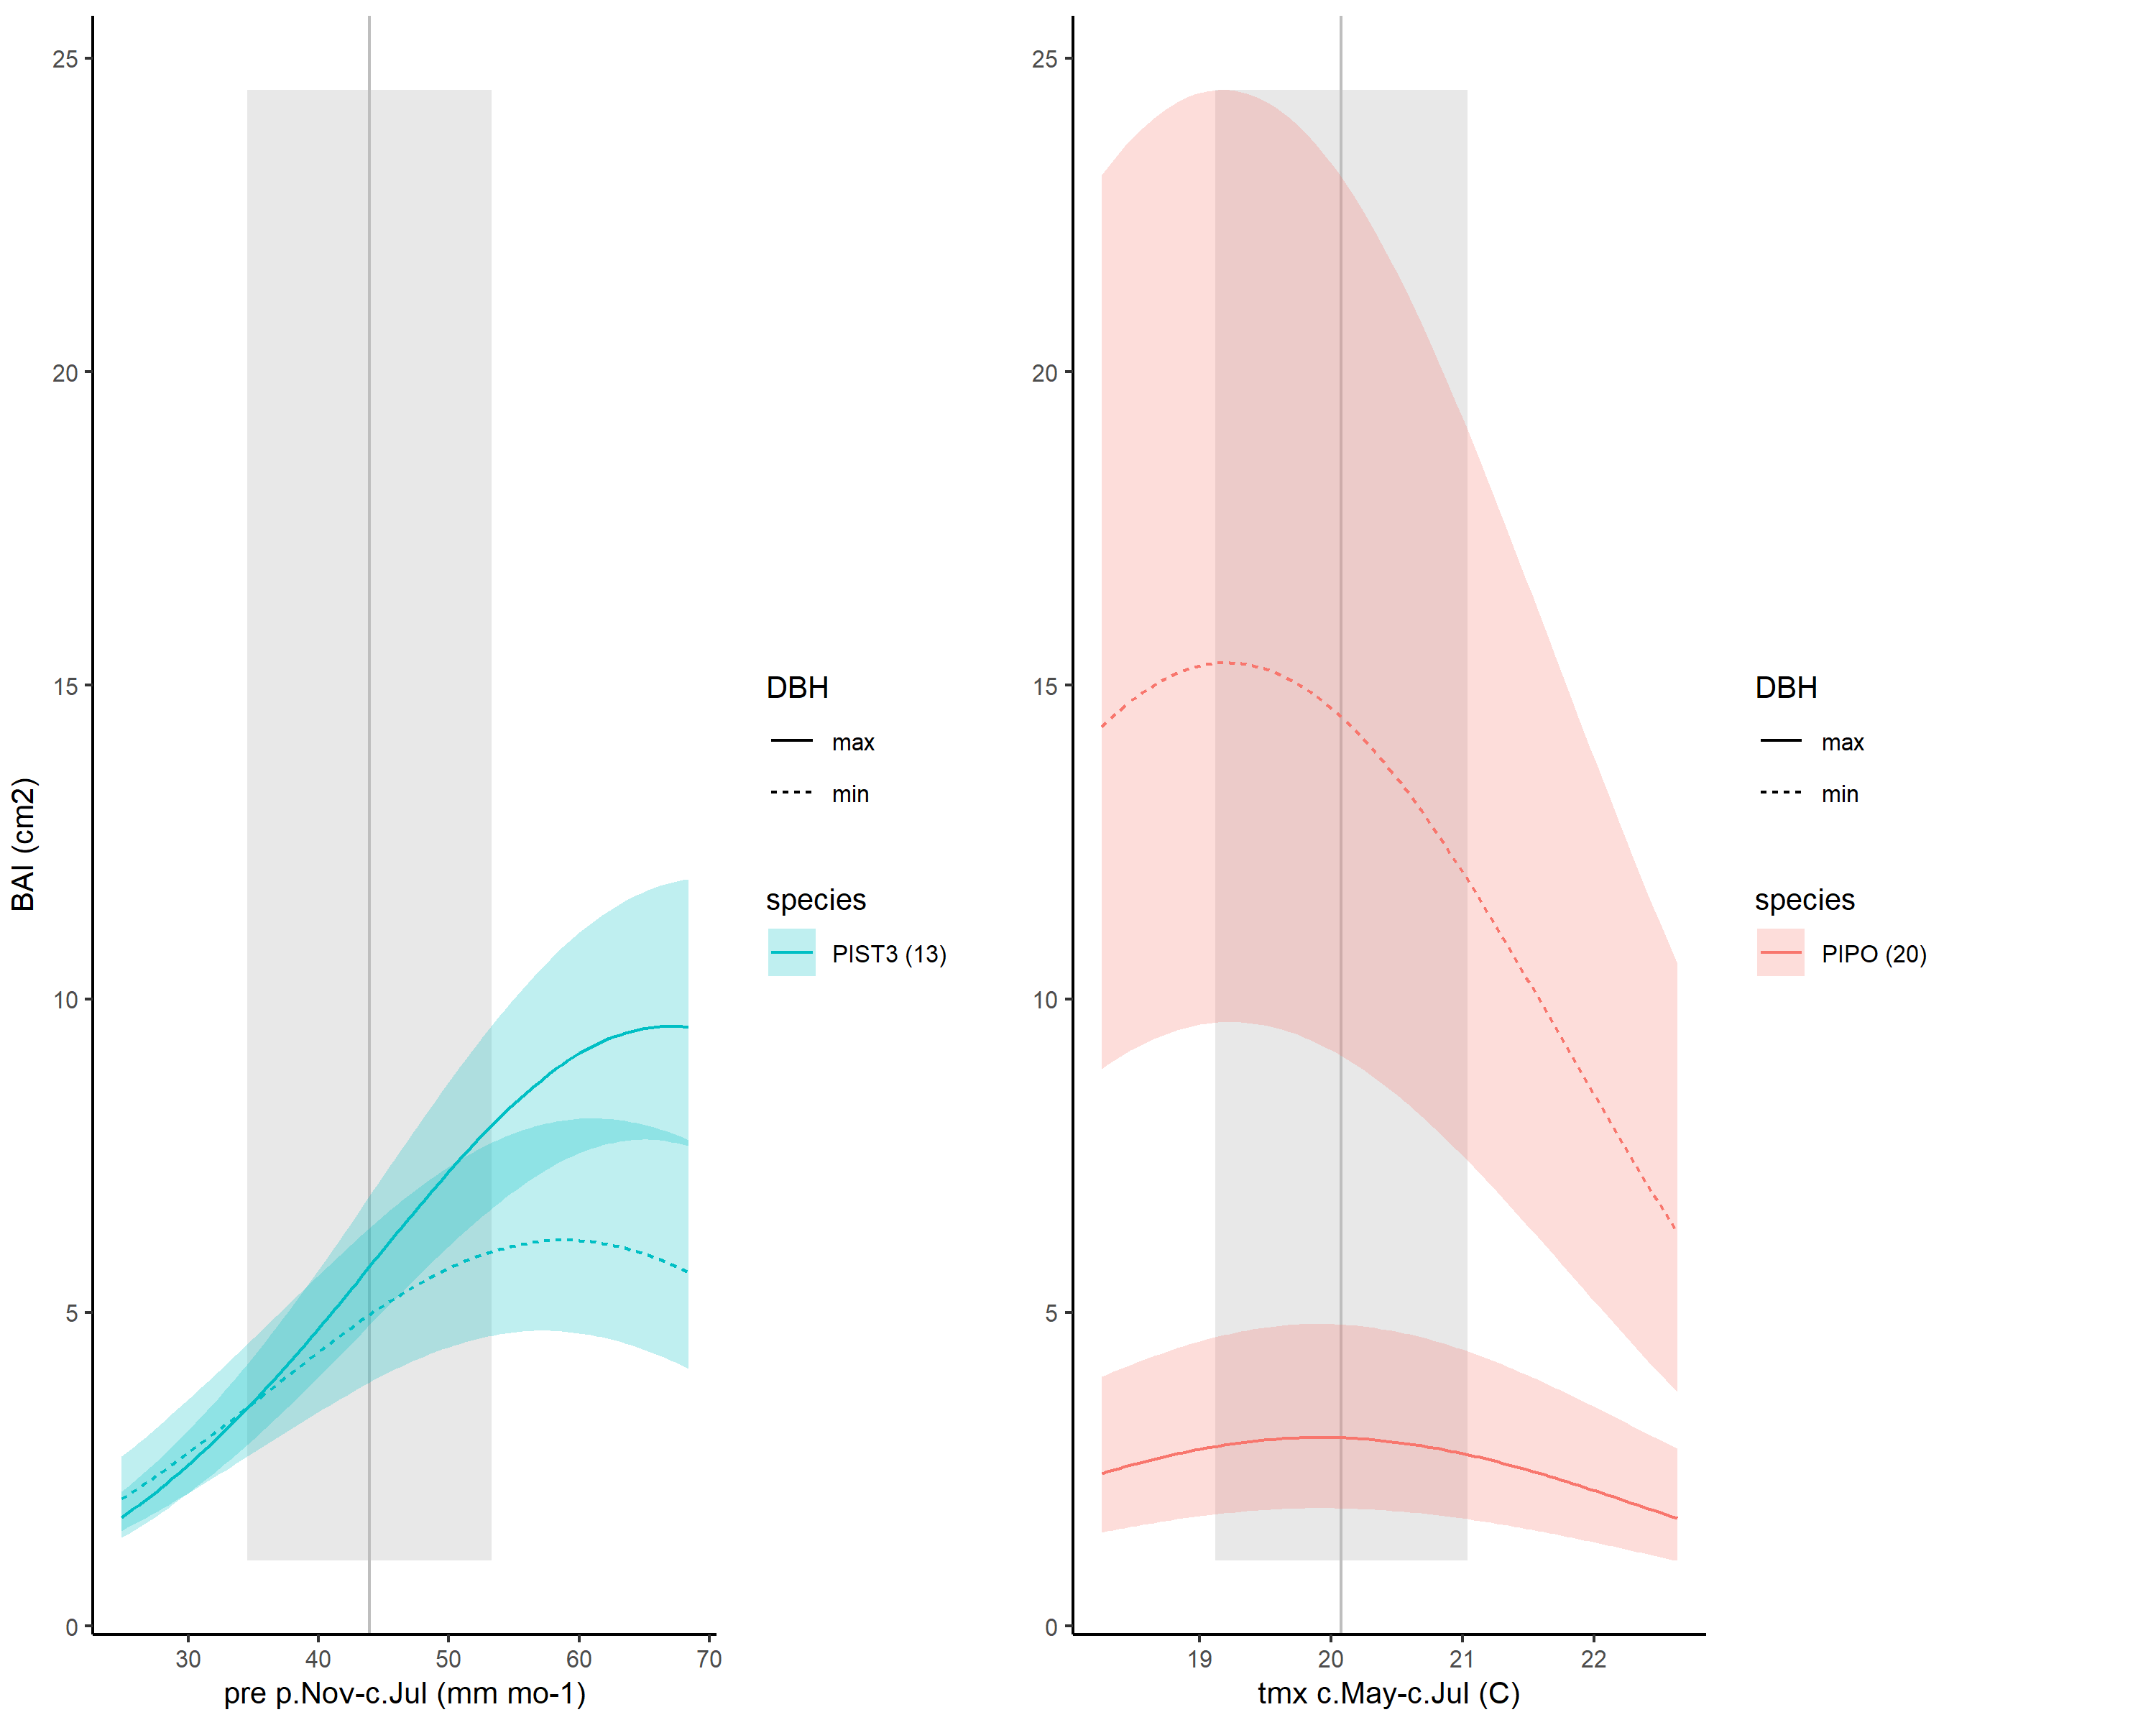 25
20
15
10
5
0
BAI (cm2)
30 40 50 60 70
pre p.Nov-c.Jul (mm mo-1)
DBH
max
min
species
PIST3 (13)
25
20
15
10
5
0
19 20 21 22
tmx c.May-c.Jul (C)
DBH
max
min
species
PIPO (20)